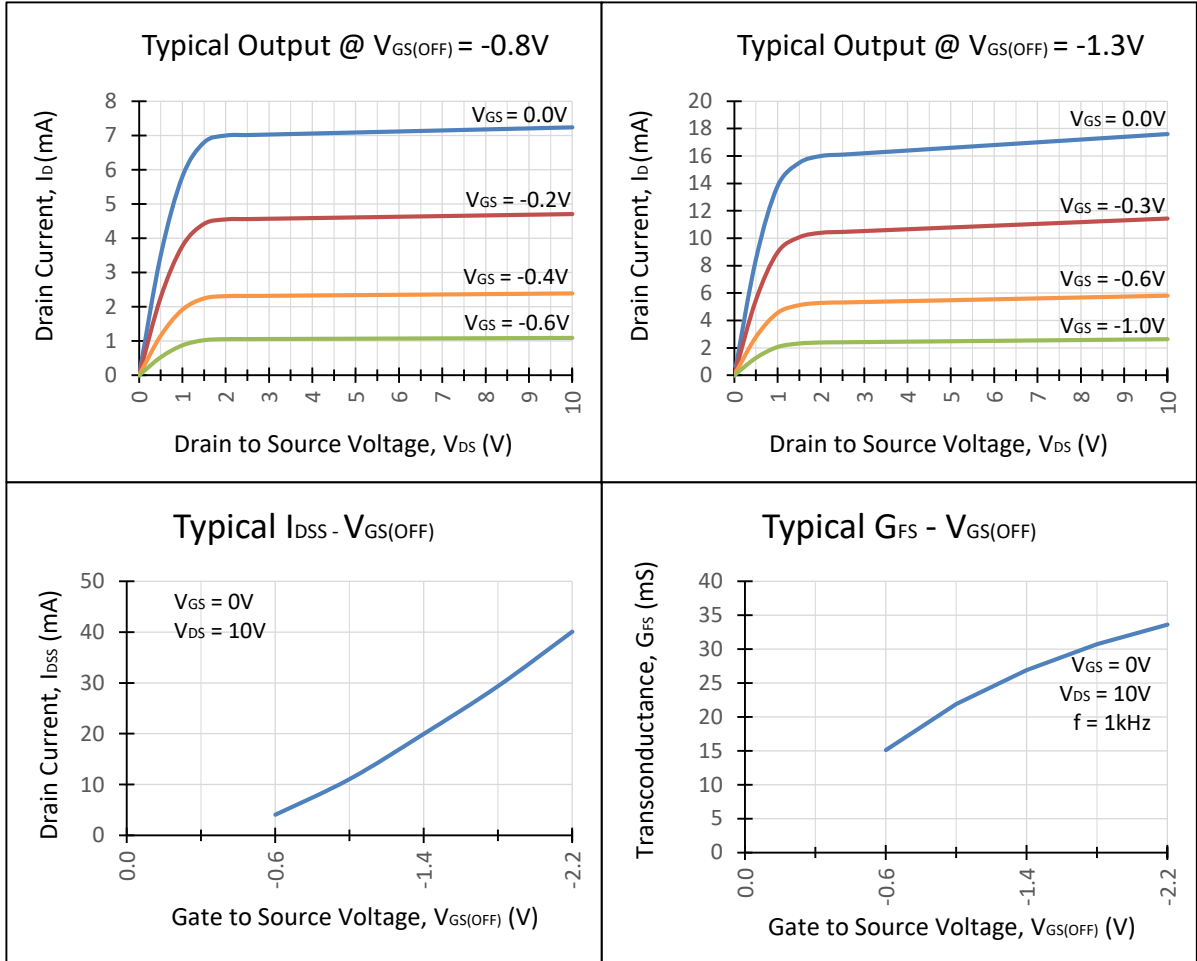 Typical Output @ VGS(OFF) = -0.8V
Drain Current, ID (mA)
8
7
6
5
4
3
2
1
0
VGS = 0.0V
VGS = -0.2V
VGS = -0.4V
VGS = -0.6V
0 1 2 3 4 5 6 7 8 9 10
Drain to Source Voltage, VDS (V)
Typical Output @ VGS(OFF) = -1.3V
Drain Current, ID (mA)
20
18
16
14
12
10
8
6
4
2
0
VGS = 0.0V
VGS = -0.3V
VGS = -0.6V
VGS = -1.0V
0 1 2 3 4 5 6 7 8 9 10
Drain to Source Voltage, VDS (V)
Typical IDSS - VGS(OFF)
Drain Current, IDSS (mA)
50
40
30
20
10
0
VGS = 0V
VDS = 10V
0.0 -0.6 -1.4 -2.2
Gate to Source Voltage, VGS(OFF) (V)
Typical GFS - VGS(OFF)
Transconductance, GFS (mS)
40
35
30
25
20
15
10
5
0
VGS = 0V
VDS = 10V
f = 1kHz
0.0 -0.6 -1.4 -2.2
Gate to Source Voltage, VGS(OFF) (V)